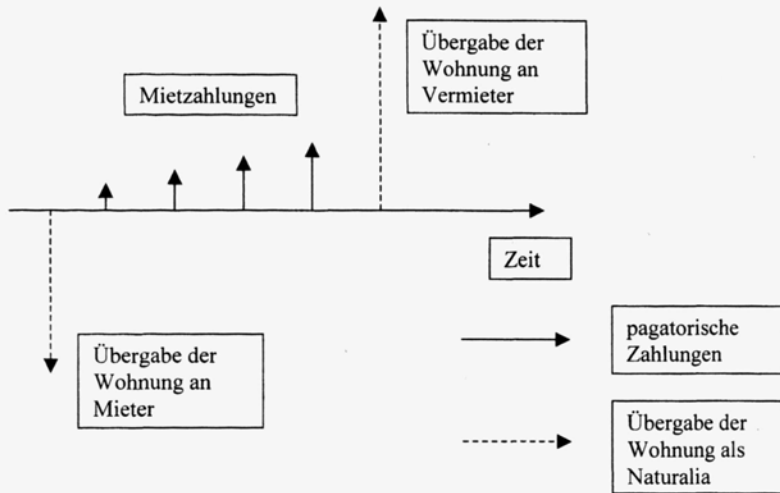 Übergabe der
Wohnung an
Vermieter
Mietzahlungen
Zeit
Übergabe der
Wohnung an
Mieter
pagatorische
Zahlungen
Übergabe der
Wohnung als
Naturalia